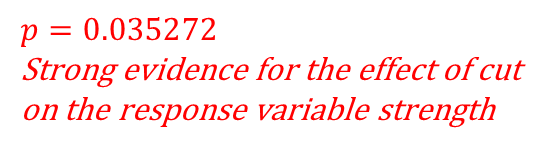 p = 0.035272
Strong evidence for the effect of cut
on the response variable strength